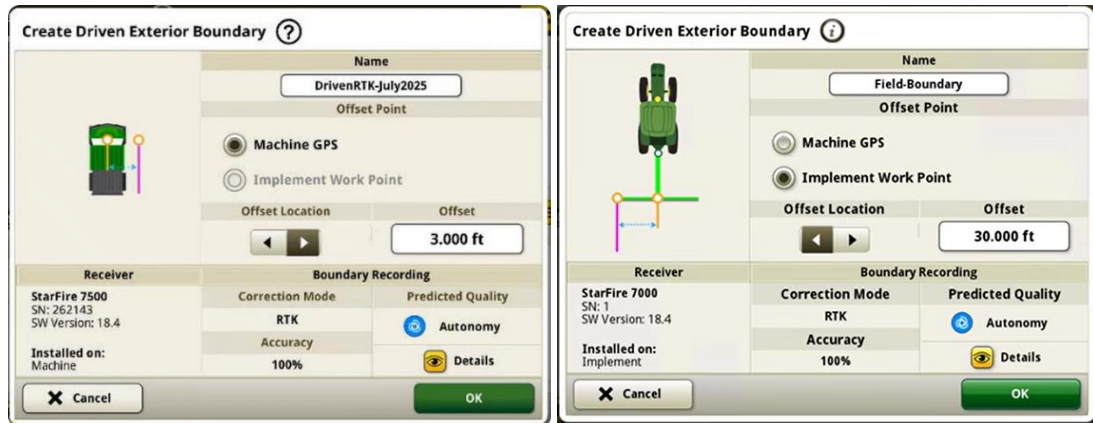 Create Driven Exterior Boundary ?
Name
DrivenRTK-July2025
Offset Point
Machine GPS
Implement Work Point
Offset Location Offset
3.000 ft
Receiver Boundary Recording
StarFire 7500
SN: 262143
SW Version: 18.4
Installed on:
Machine
Correction Mode Predicted Quality
RTK
Autonomy
Accuracy
100%
Details
Cancel OK
Create Driven Exterior Boundary i
Name
Field-Boundary
Offset Point
Machine GPS
Implement Work Point
Offset Location Offset
30.000 ft
Receiver Boundary Recording
StarFire 7000
SN: 1
SW Version: 18.4
Installed on:
Implement
Correction Mode Predicted Quality
RTK
Autonomy
Accuracy
100%
Details
Cancel OK